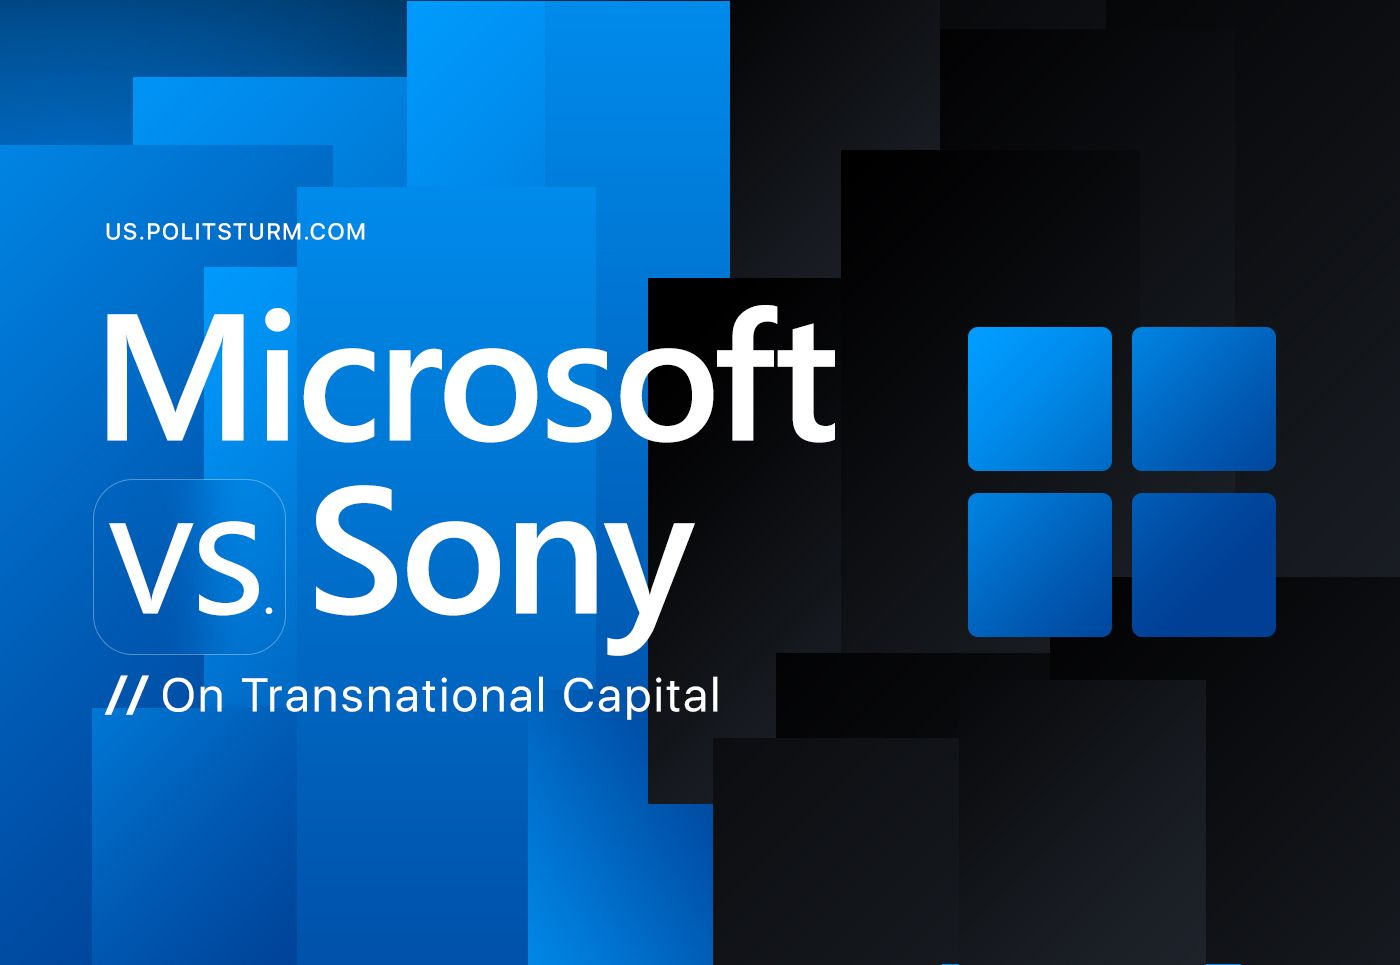 US.POLITSTURM.COM
Microsoft
vs. Sony
// On Transnational Capital